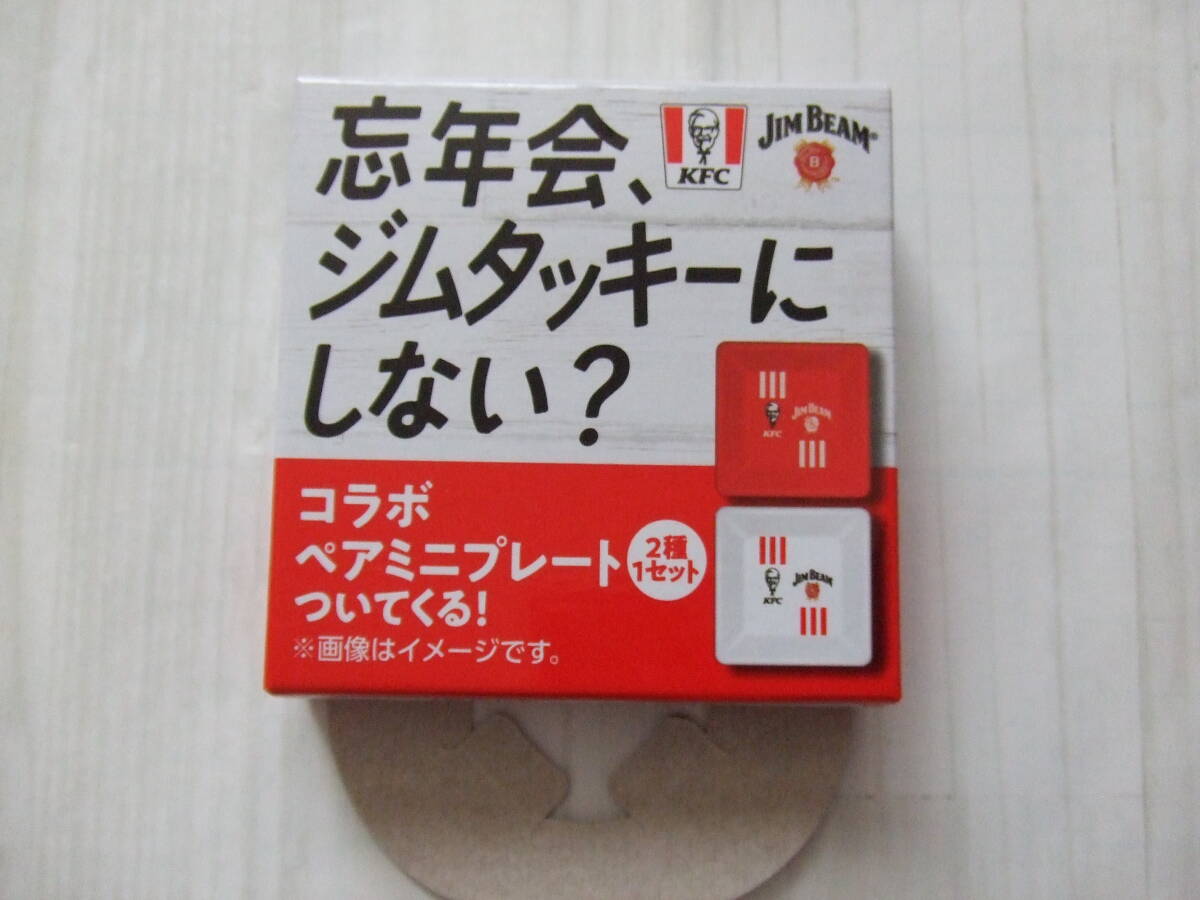 忘年会、
ジムタッキーに
しない?
KFC
JIM BEAM®
B
KFC
JIM BEAM
KFC
JIM BEAM
コラボ
ペアミニプレート
ついてくる!
2種
1セット
※画像はイメージです。